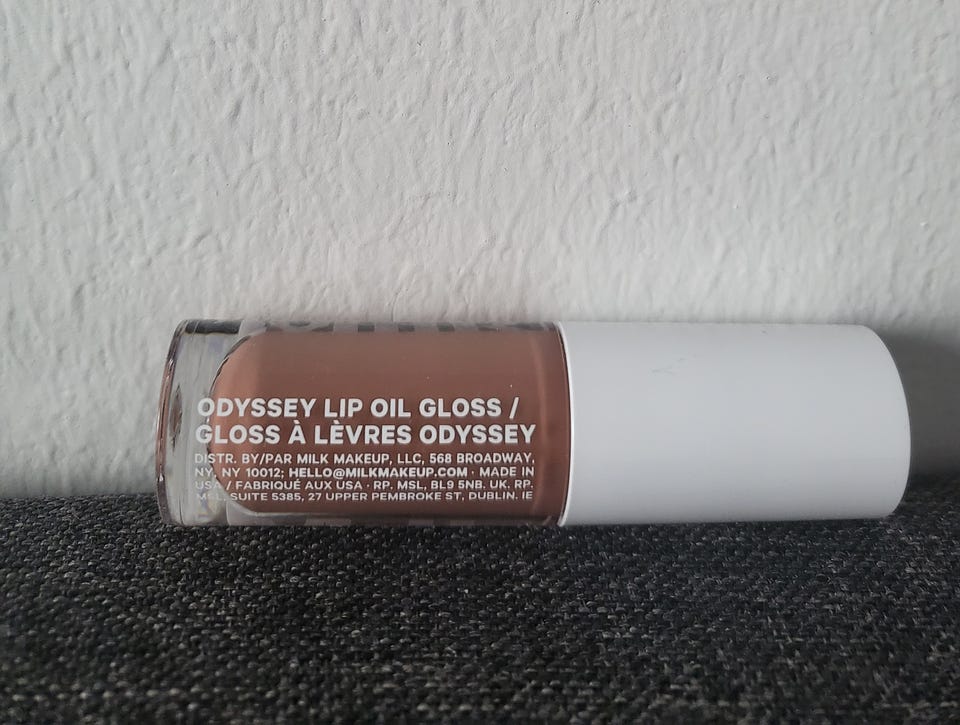 ODYSSEY LIP OIL GLOSS /
GLOSS À LÈVRES ODYSSEY
DISTR. BY/PAR MILK MAKEUP, LLC, 568 BROADWAY,
NY, NY 10012; HELLO@MILKMAKEUP.COM · MADE IN
USA / FABRIQUÉ AUX USA · RP. MSL, BL9 5NB. UK. RP.
MSL, SUITE 5385, 27 UPPER PEMBROKE ST, DUBLIN. IE